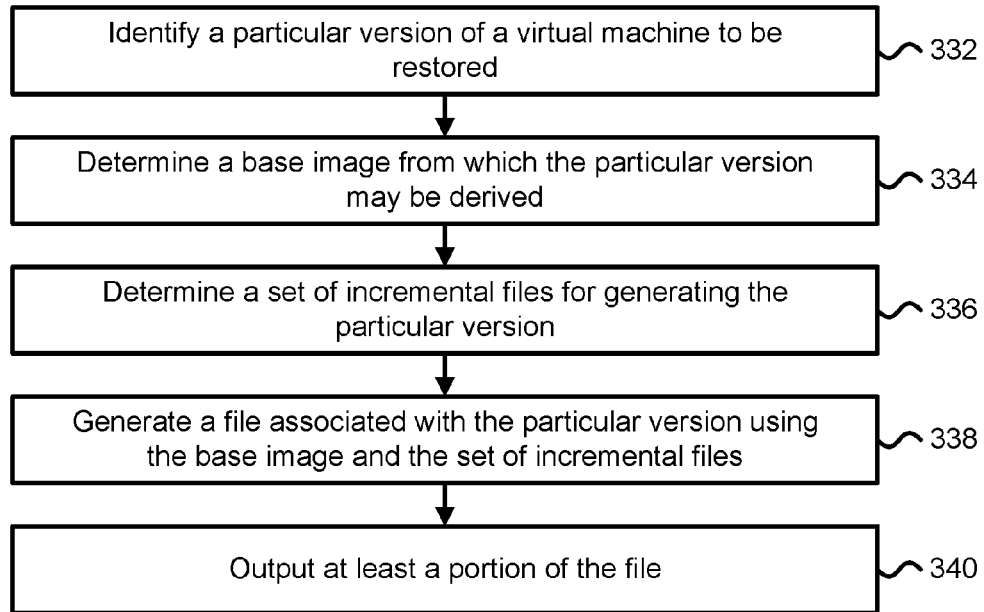 Identify a particular version of a virtual machine to be
restored
332
Determine a base image from which the particular version
may be derived
334
Determine a set of incremental files for generating the
particular version
336
Generate a file associated with the particular version using
the base image and the set of incremental files
338
Output at least a portion of the file
340